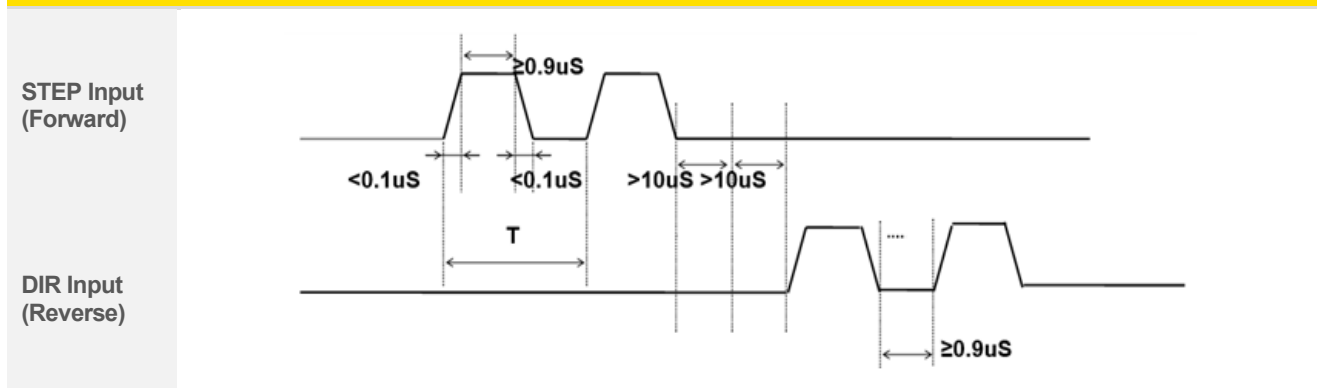 STEP Input
(Forward)
≥0.9uS
<0.1uS
<0.1uS
>10uS >10uS
T
DIR Input
(Reverse)
....
≥0.9uS